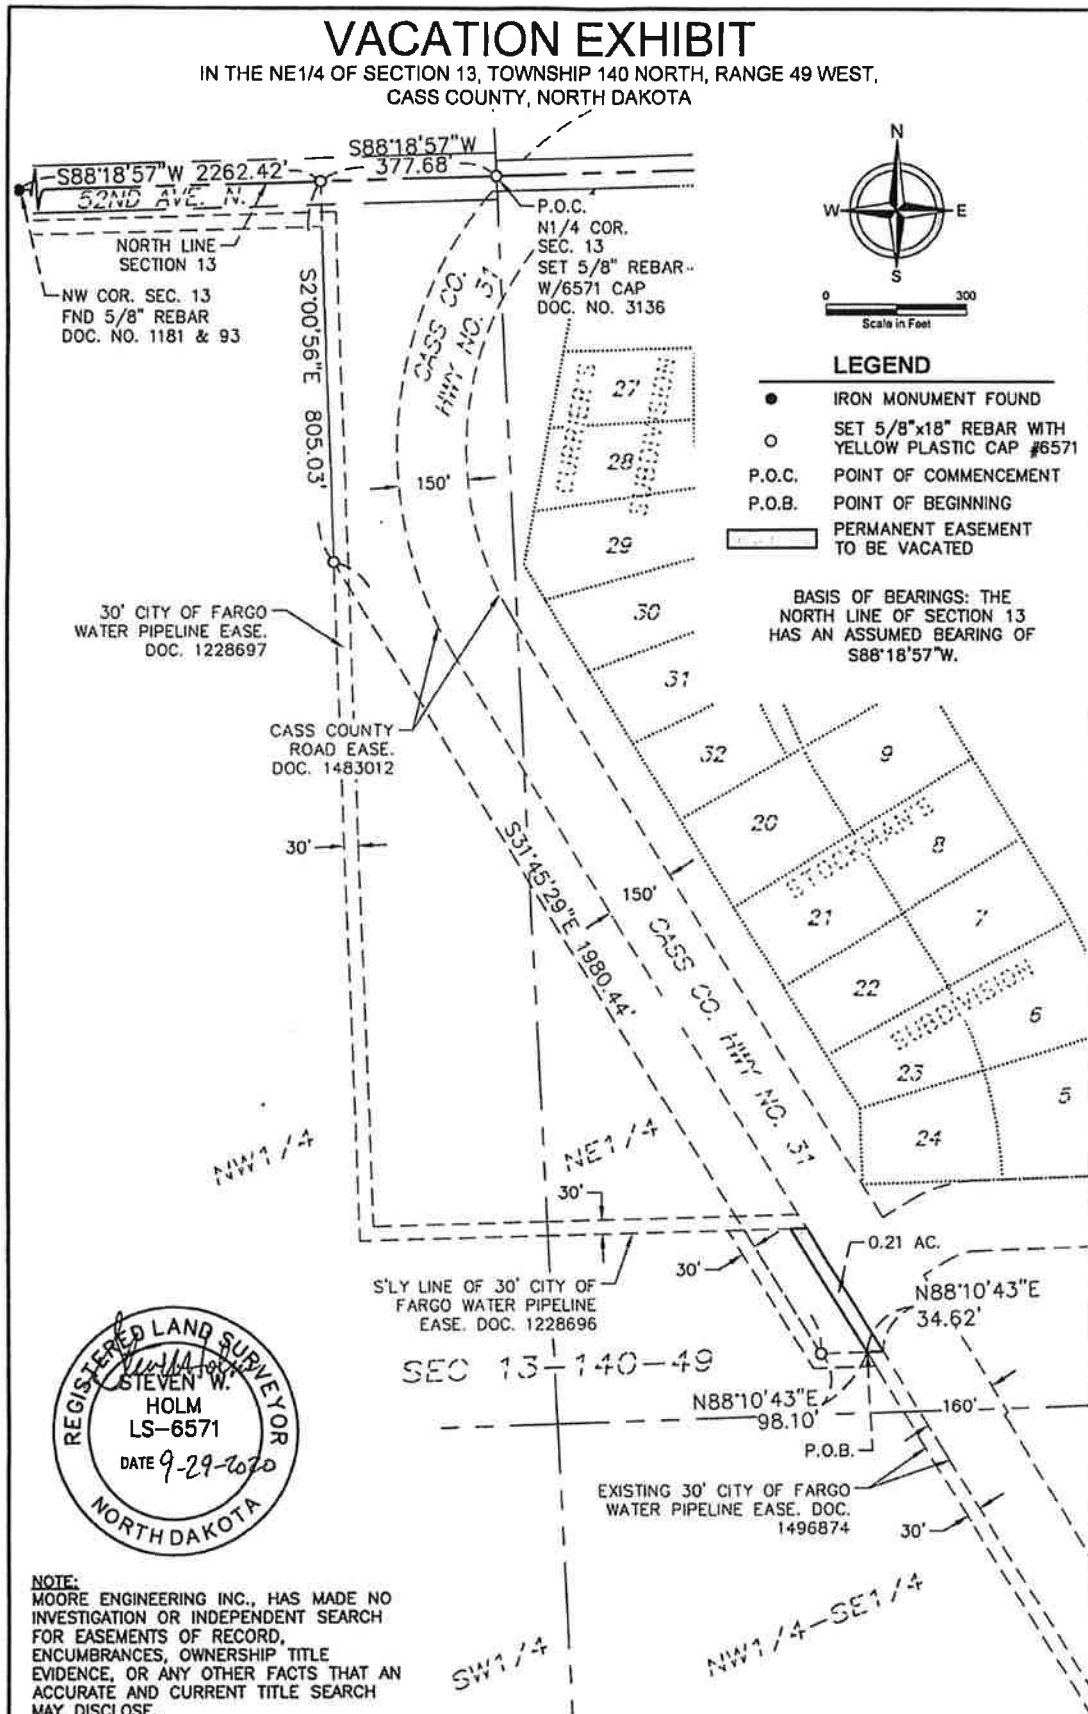 VACATION EXHIBIT
IN THE NE1/4 OF SECTION 13, TOWNSHIP 140 NORTH, RANGE 49 WEST,
CASS COUNTY, NORTH DAKOTA
S88°18'57"W
377.68'
S88°18'57"W 2262.42'
52ND AVE. N.
NORTH LINE
SECTION 13
NW COR. SEC. 13
FND 5/8" REBAR
DOC. NO. 1181 & 93
P.O.C.
N1/4 COR.
SEC. 13
SET 5/8" REBAR
W/6571 CAP
DOC. NO. 3136
N
W
E
S
0
300
Scale in Feet
LEGEND
IRON MONUMENT FOUND
SET 5/8"x18" REBAR WITH
YELLOW PLASTIC CAP #6571
P.O.C. POINT OF COMMENCEMENT
P.O.B. POINT OF BEGINNING
PERMANENT EASEMENT
TO BE VACATED
BASIS OF BEARINGS: THE
NORTH LINE OF SECTION 13
HAS AN ASSUMED BEARING OF
S88°18'57"W.
S2°00'56"E 805.03'
CASS CO.
HWY NO. 31
150'
27
28
29
30
31
32
SUBDIVISION
30' CITY OF FARGO
WATER PIPELINE EASE.
DOC. 1228697
CASS COUNTY
ROAD EASE.
DOC. 1483012
30'
S31°45'29"E 1980.44'
150'
CASS CO. HWY NO. 31
9
20
8
STOCKMAN'S
21
7
22
SUBDIVISION
6
23
5
24
NW1/4
NE1/4
30'
0.21 AC.
30'
N88°10'43"E
34.62'
S'LY LINE OF 30' CITY OF
FARGO WATER PIPELINE
EASE. DOC. 1228696
SEC 13-140-49
N88°10'43"E
98.10'
160'
P.O.B.
EXISTING 30' CITY OF FARGO
WATER PIPELINE EASE. DOC.
1496874
30'
REGISTERED LAND SURVEYOR
STEVEN W.
HOLM
LS-6571
DATE 9-29-2020
NORTH DAKOTA
SW1/4
NW1/4-SE1/4
NOTE:
MOORE ENGINEERING INC., HAS MADE NO
INVESTIGATION OR INDEPENDENT SEARCH
FOR EASEMENTS OF RECORD,
ENCUMBRANCES, OWNERSHIP TITLE
EVIDENCE, OR ANY OTHER FACTS THAT AN
ACCURATE AND CURRENT TITLE SEARCH
MAY DISCLOSE.